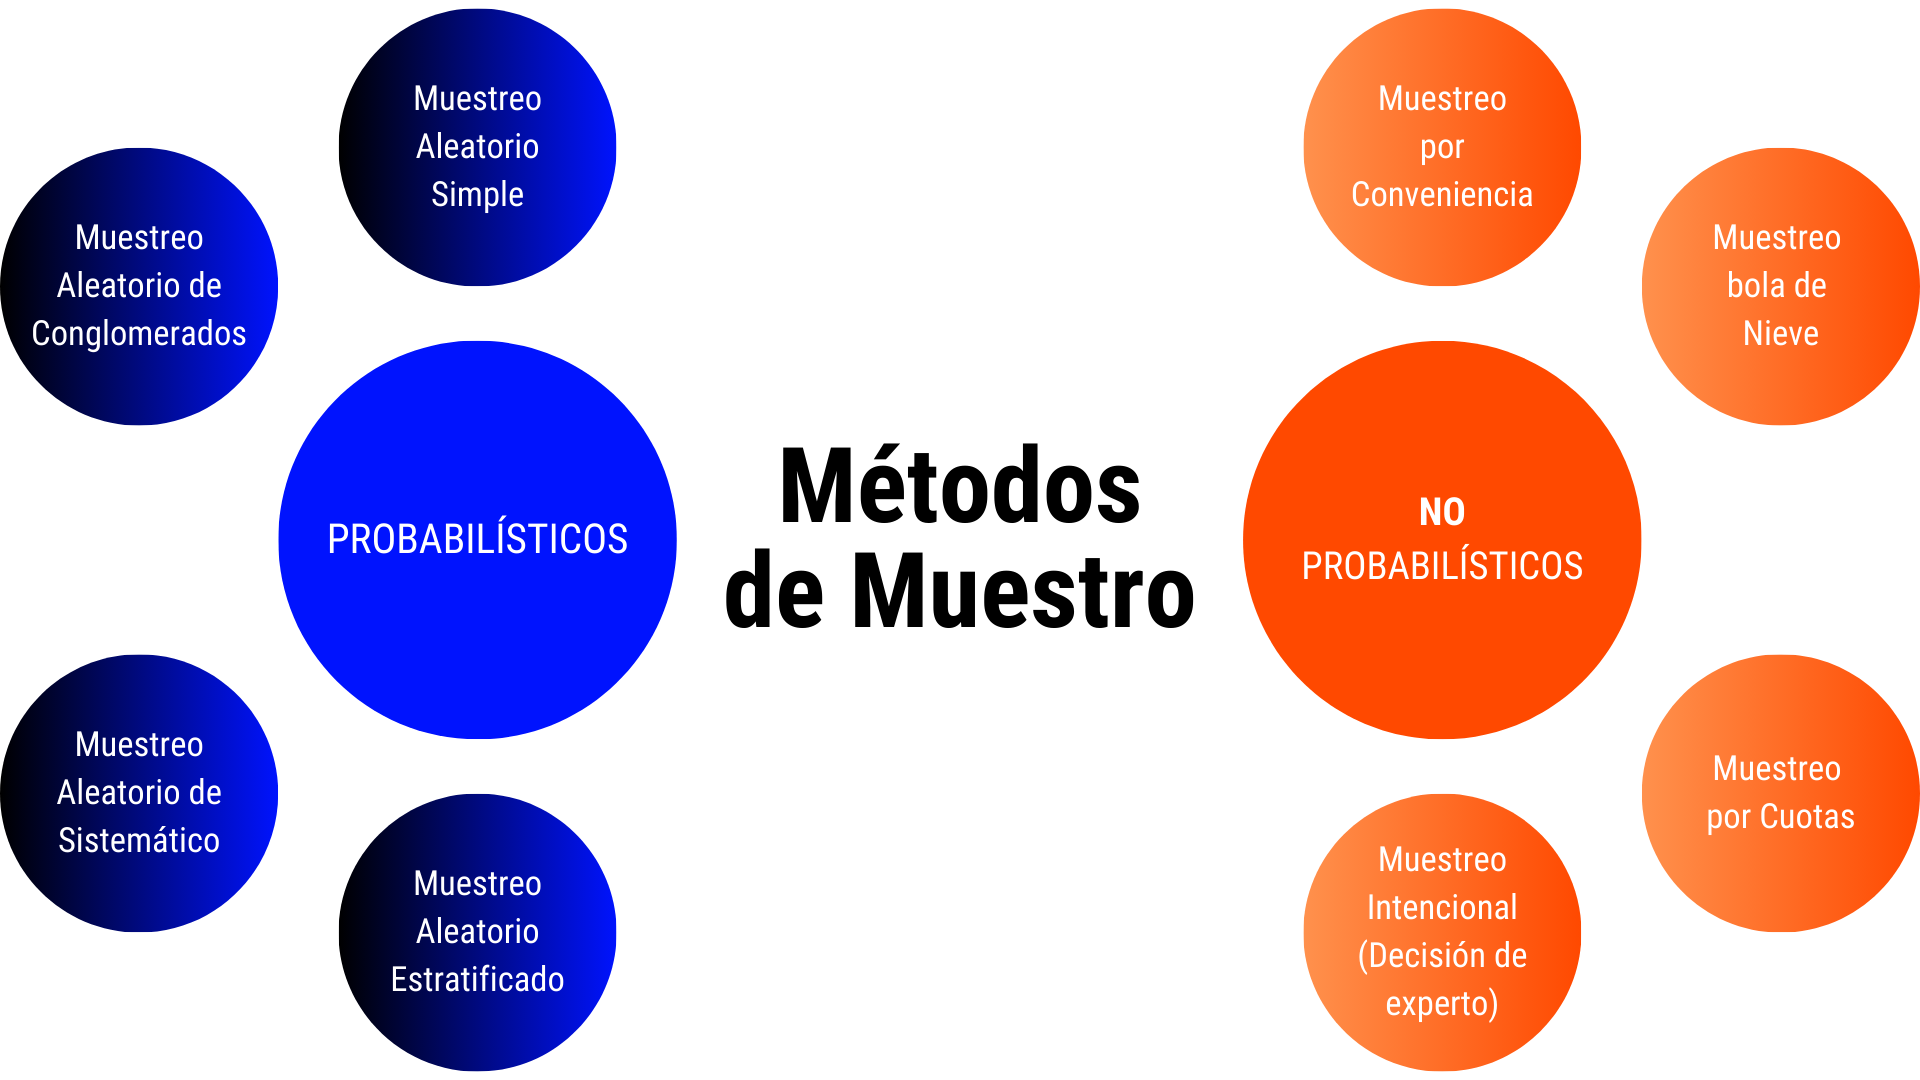 Muestreo
Aleatorio
Simple
Muestreo
Aleatorio de
Conglomerados
PROBABILÍSTICOS
Muestreo
Aleatorio de
Sistemático
Muestreo
Aleatorio
Estratificado
Métodos
de Muestro
Muestreo
por
Conveniencia
Muestreo
bola de
Nieve
NO
PROBABILÍSTICOS
Muestreo
por Cuotas
Muestreo
Intencional
(Decisión de
experto)